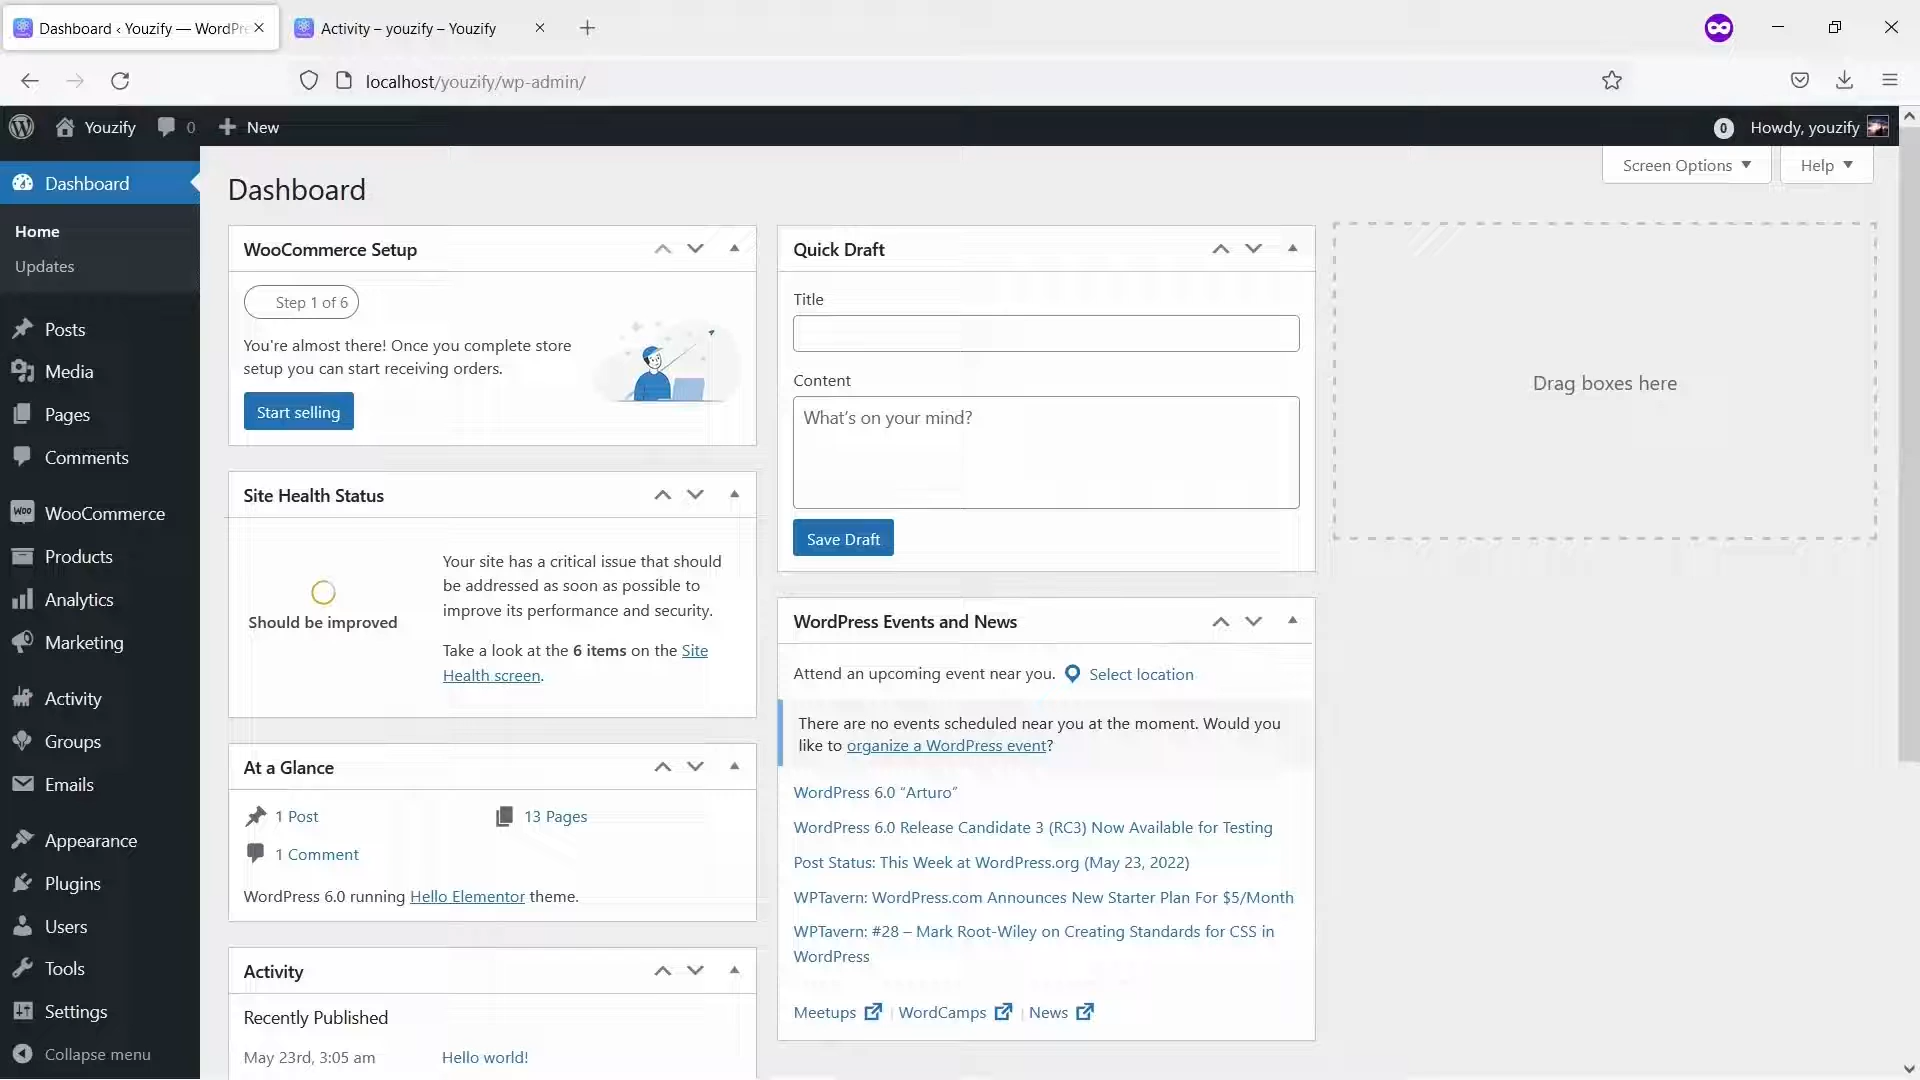 Dashboard ‹ Youzify — WordPre
Activity – youzify – Youzify
localhost/youzify/wp-admin/
Youzify
0
New
0
Howdy, youzify
Screen Options
Help
Dashboard
Home
Updates
Posts
Media
Pages
Comments
WooCommerce
Products
Analytics
Marketing
Activity
Groups
Emails
Appearance
Plugins
Users
Tools
Settings
Collapse menu
Dashboard
WooCommerce Setup
Step 1 of 6
You're almost there! Once you complete store
setup you can start receiving orders.
Start selling
Site Health Status
Should be improved
Your site has a critical issue that should
be addressed as soon as possible to
improve its performance and security.
Take a look at the 6 items on the Site
Health screen.
At a Glance
1 Post
13 Pages
1 Comment
WordPress 6.0 running Hello Elementor theme.
Activity
Recently Published
May 23rd, 3:05 am
Hello world!
Quick Draft
Title
Content
What's on your mind?
Save Draft
WordPress Events and News
Attend an upcoming event near you.
Select location
There are no events scheduled near you at the moment. Would you
like to organize a WordPress event?
WordPress 6.0 “Arturo”
WordPress 6.0 Release Candidate 3 (RC3) Now Available for Testing
Post Status: This Week at WordPress.org (May 23, 2022)
WPTavern: WordPress.com Announces New Starter Plan For $5/Month
WPTavern: #28 – Mark Root-Wiley on Creating Standards for CSS in
WordPress
Meetups | WordCamps | News
Drag boxes here